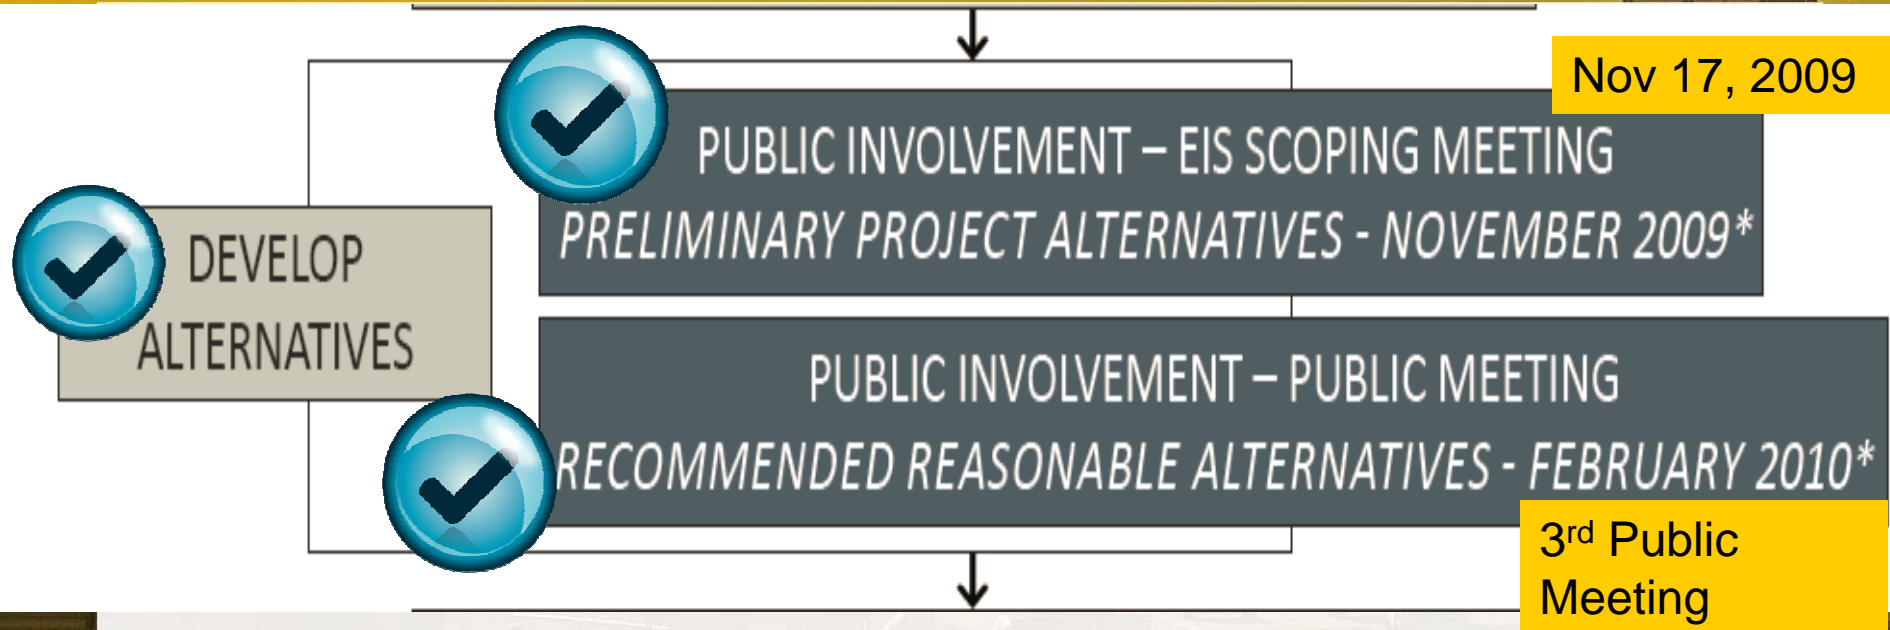 Nov 17, 2009
PUBLIC INVOLVEMENT – EIS SCOPING MEETING
PRELIMINARY PROJECT ALTERNATIVES - NOVEMBER 2009*
DEVELOP
ALTERNATIVES
PUBLIC INVOLVEMENT – PUBLIC MEETING
RECOMMENDED REASONABLE ALTERNATIVES - FEBRUARY 2010*
3rd Public
Meeting